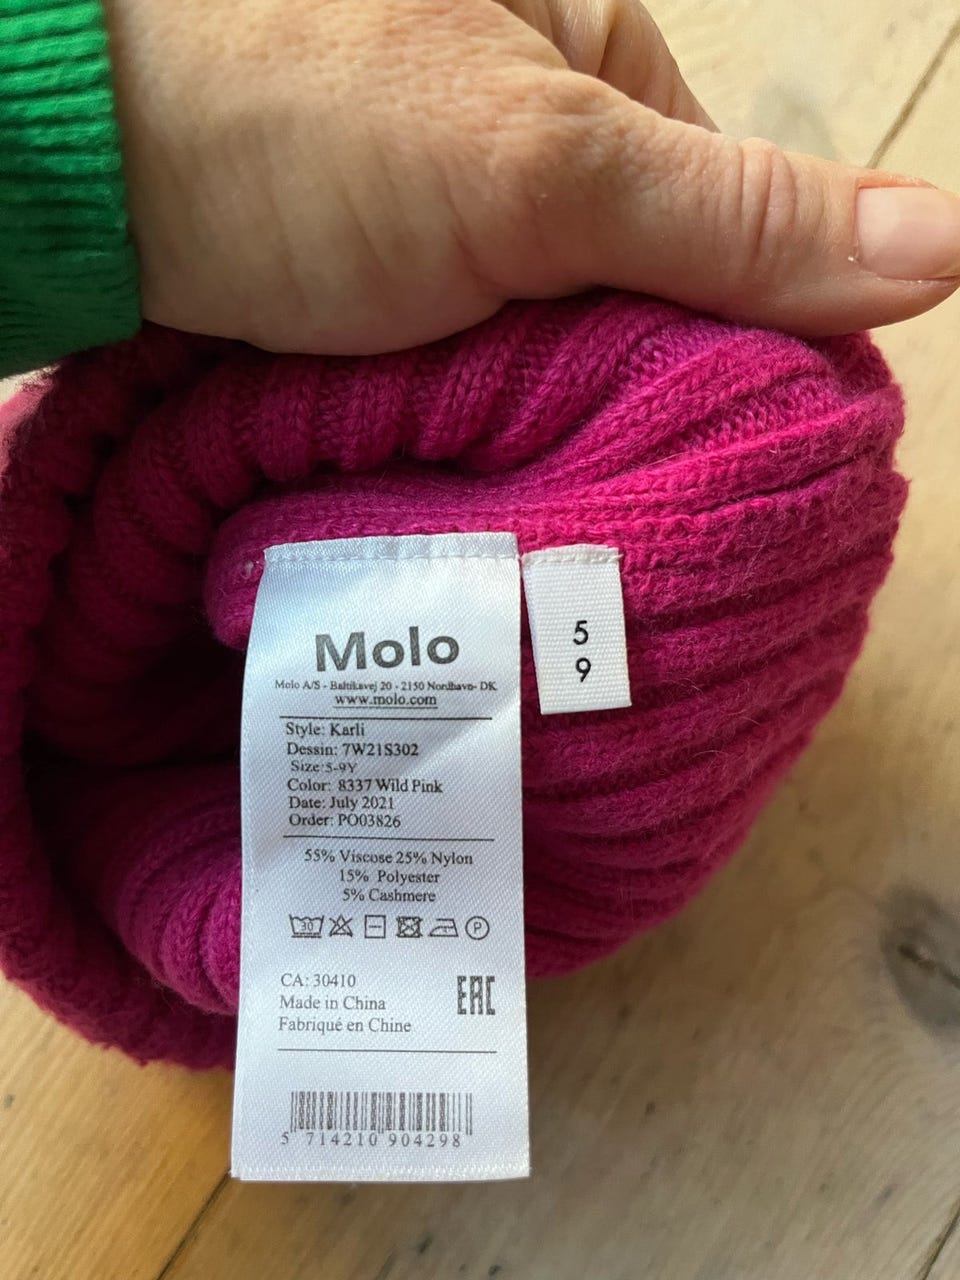 Molo
Molo A/S - Baltikavej 20 - 2150 Nordhavn- DK
www.molo.com
Style: Karli
Dessin: 7W21S302
Size:5-9Y
Color: 8337 Wild Pink
Date: July 2021
Order: PO03826
55% Viscose 25% Nylon
15% Polyester
5% Cashmere
30 P
CA: 30410
Made in China
Fabriqué en Chine
EAC
5 714210 904298
5
9